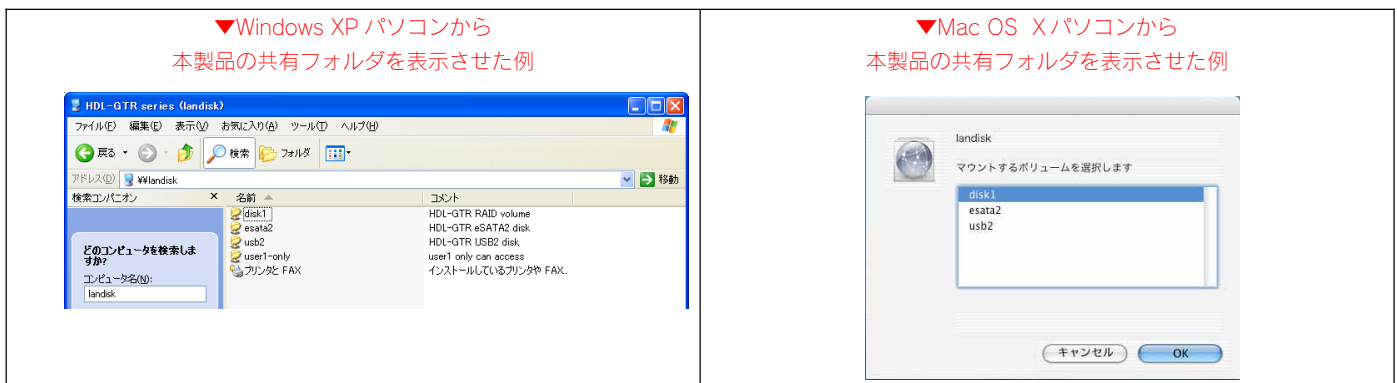 ▼Windows XP パソコンから
本製品の共有フォルダを表示させた例
HDL-GTR series (landisk)
ファイル(F) 編集(E) 表示(V) お気に入り(A) ツール(T) ヘルプ(H)
戻る 検索 フォルダ
アドレス(D) ¥¥landisk 移動
検索コンパニオン × 名前 コメント
どのコンピュータを検索しま
すか?
コンピュータ名(N):
landisk
disk1 HDL-GTR RAID volume
esata2 HDL-GTR eSATA2 disk
usb2 HDL-GTR USB2 disk
user1-only user1 only can access
プリンタと FAX インストールしているプリンタや FAX...
▼Mac OS Xパソコンから
本製品の共有フォルダを表示させた例
landisk
マウントするボリュームを選択します
disk1
esata2
usb2
キャンセル OK